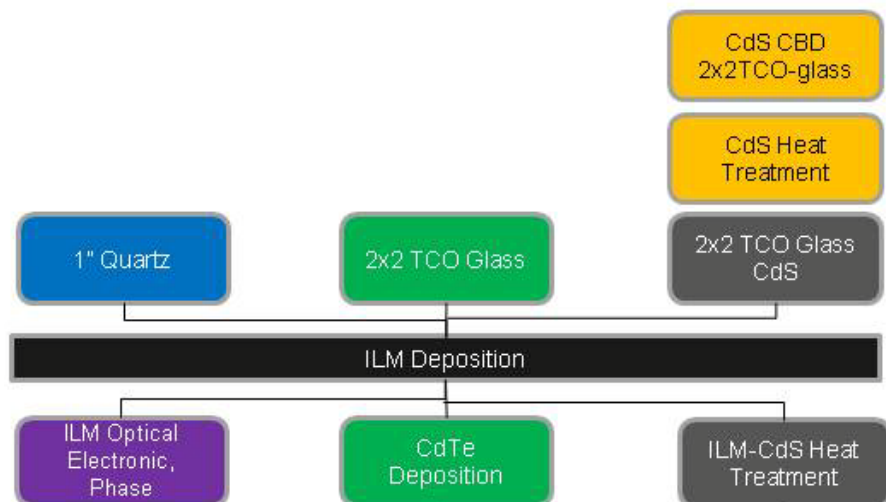 CdS CBD
2x2TCO-glass
CdS Heat
Treatment
1" Quartz
2x2 TCO Glass
2x2 TCO Glass
CdS
ILM Deposition
ILM Optical
Electronic,
Phase
CdTe
Deposition
ILM-CdS Heat
Treatment